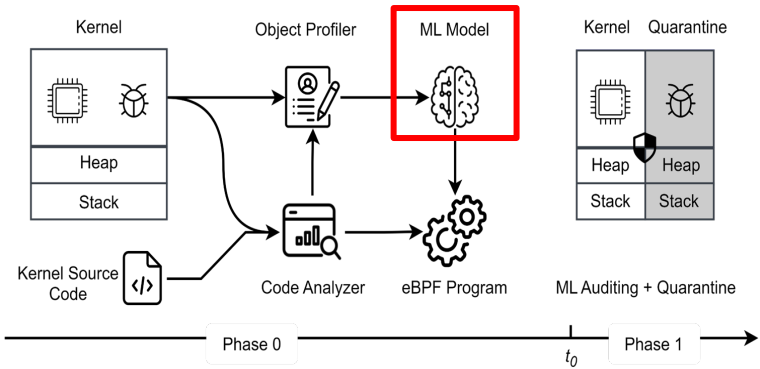 Kernel
Object Profiler
ML Model
Kernel
Quarantine
Heap
Stack
Heap
Heap
Stack
Stack
Kernel Source
Code
</>
Code Analyzer
eBPF Program
ML Auditing + Quarantine
Phase 0
t0
Phase 1